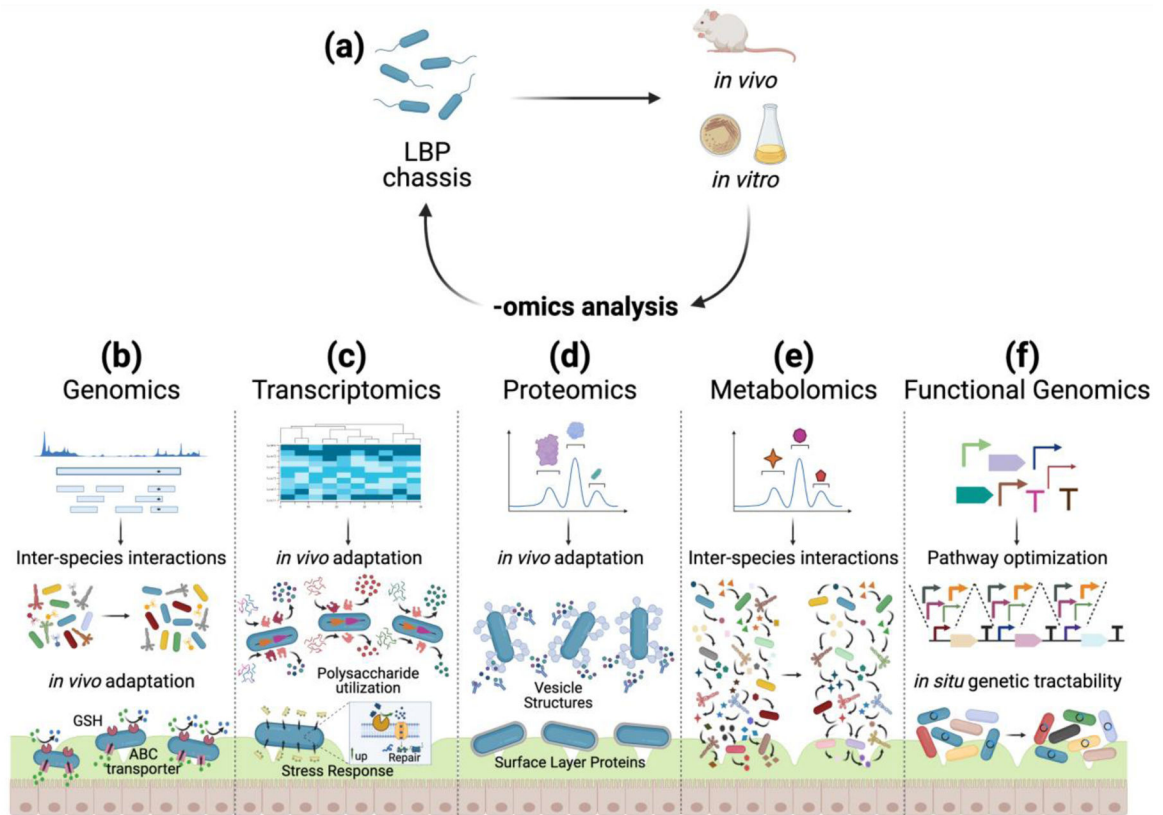 (a)
LBP
chassis
in vivo
in vitro
-omics analysis
(b)
Genomics
Inter-species interactions
in vivo adaptation
GSH
ABC
transporter
(c)
Transcriptomics
in vivo adaptation
Polysaccharide
utilization
up
Repair
Stress Response
(d)
Proteomics
in vivo adaptation
Vesicle
Structures
Surface Layer Proteins
(e)
Metabolomics
Inter-species interactions
(f)
Functional Genomics
Pathway optimization
in situ genetic tractability